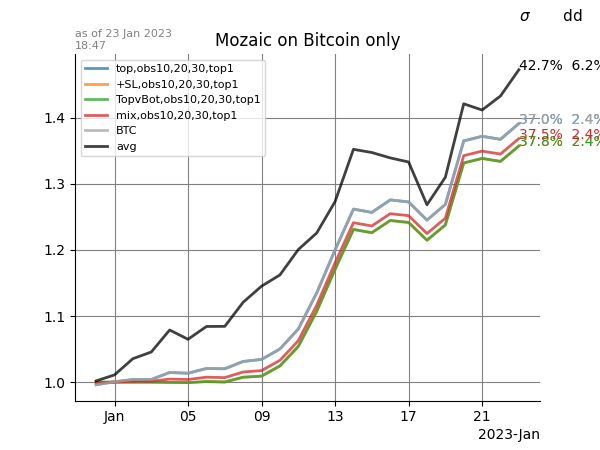 σ dd
as of 23 Jan 2023
18:47
Mozaic on Bitcoin only
top,obs10,20,30,top1
+SL,obs10,20,30,top1
TopvBot,obs10,20,30,top1
mix,obs10,20,30,top1
BTC
avg
42.7% 6.2%
37.0% 2.4%
37.5% 2.4%
37.8% 2.4%
1.4
1.3
1.2
1.1
1.0
Jan 05 09 13 17 21
2023-Jan